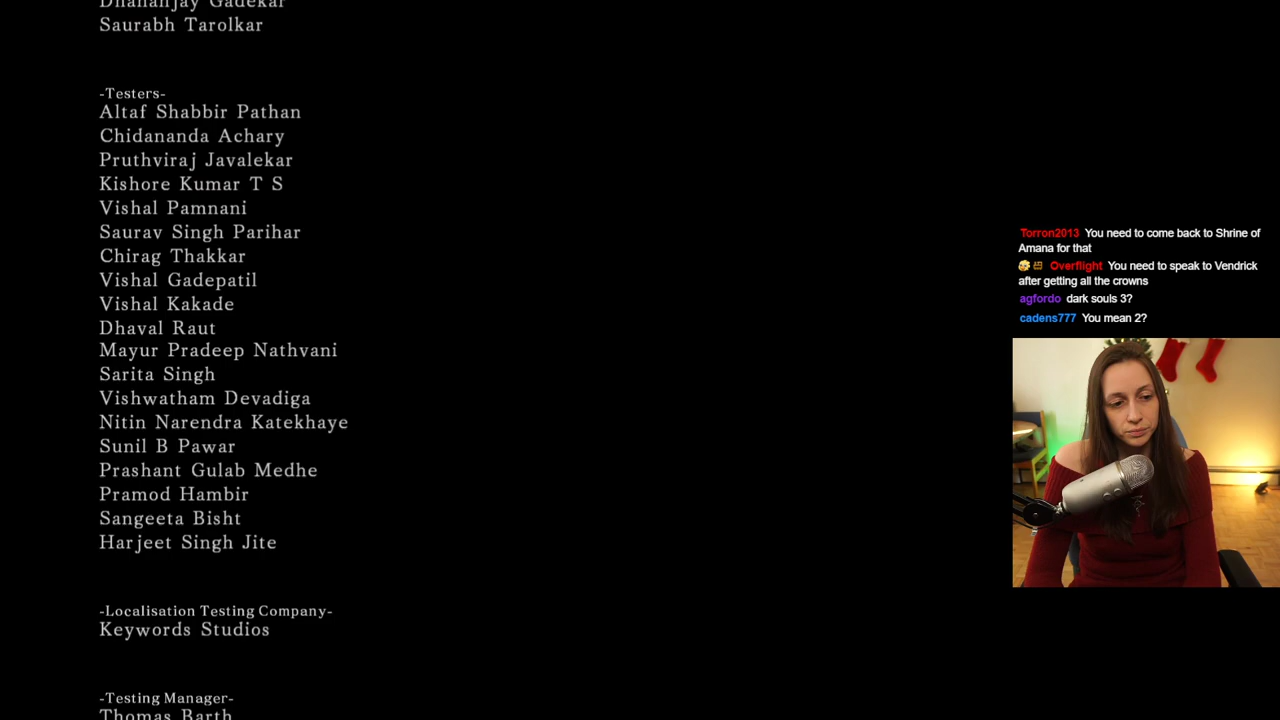 Dhananjay Gadekar
Saurabh Tarolkar
-Testers-
Altaf Shabbir Pathan
Chidananda Achary
Pruthviraj Javalekar
Kishore Kumar T S
Vishal Pamnani
Saurav Singh Parihar
Chirag Thakkar
Vishal Gadepatil
Vishal Kakade
Dhaval Raut
Mayur Pradeep Nathvani
Sarita Singh
Vishwatham Devadiga
Nitin Narendra Katekhaye
Sunil B Pawar
Prashant Gulab Medhe
Pramod Hambir
Sangeeta Bisht
Harjeet Singh Jite
-Localisation Testing Company-
Keywords Studios
-Testing Manager-
Thomas Barth
Torron2013 You need to come back to Shrine of
Amana for that
Overflight You need to speak to Vendrick
after getting all the crowns
agfordo dark souls 3?
cadens777 You mean 2?